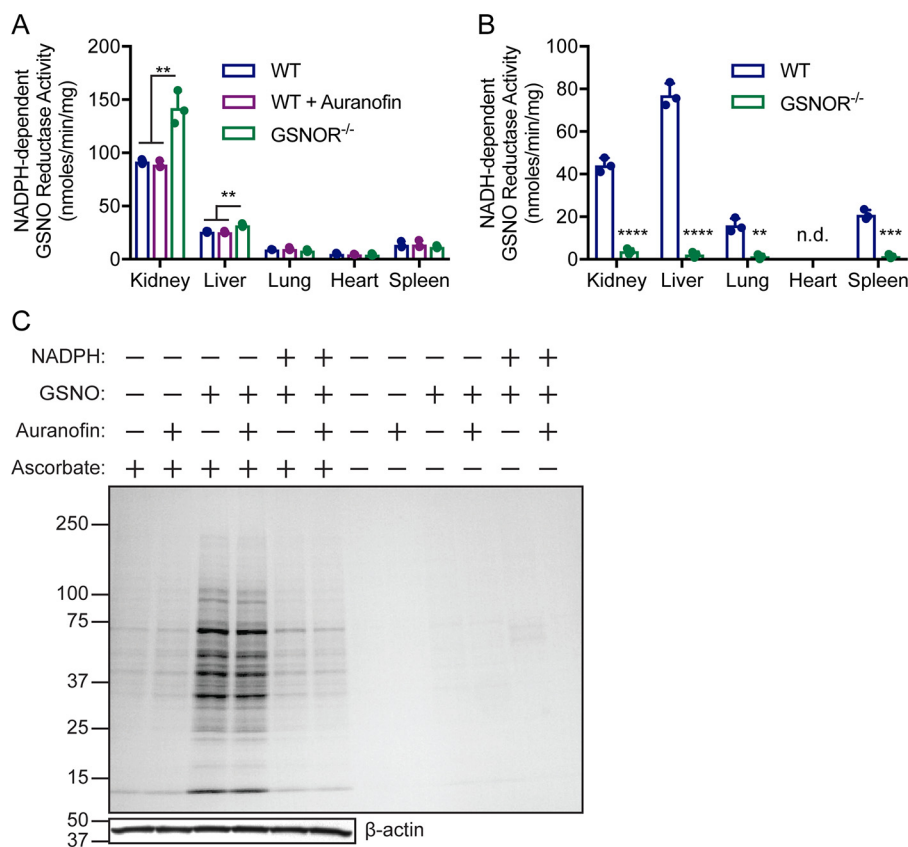 A
NADPH-dependent
GSNO Reductase Activity
(nmoles/min/mg)
200
150
100
50
0
** **
WT
WT + Auranofin
GSNOR-/-
Kidney Liver Lung Heart Spleen
B
NADH-dependent
GSNO Reductase Activity
(nmoles/min/mg)
100
80
60
40
20
0
WT
GSNOR-/-
**** **** ** n.d. ***
Kidney Liver Lung Heart Spleen
C
NADPH: — — — — + + — — — — + +
GSNO: — — + + + + — — + + + +
Auranofin: — + — + — + — + — + — +
Ascorbate: + + + + + + — — — — — —
250
100
75
37
25
15
50
37
β-actin